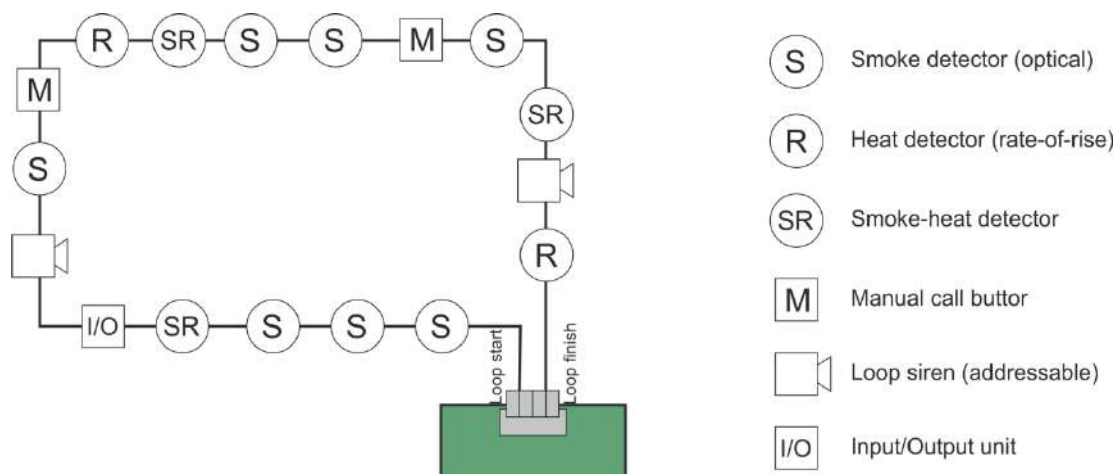 R
SR
S
S
M
S
M
SR
S
R
I/O
SR
S
S
S
Loop start
Loop finish
S
Smoke detector (optical)
R
Heat detector (rate-of-rise)
SR
Smoke-heat detector
M
Manual call buttor
Loop siren (addressable)
I/O
Input/Output unit